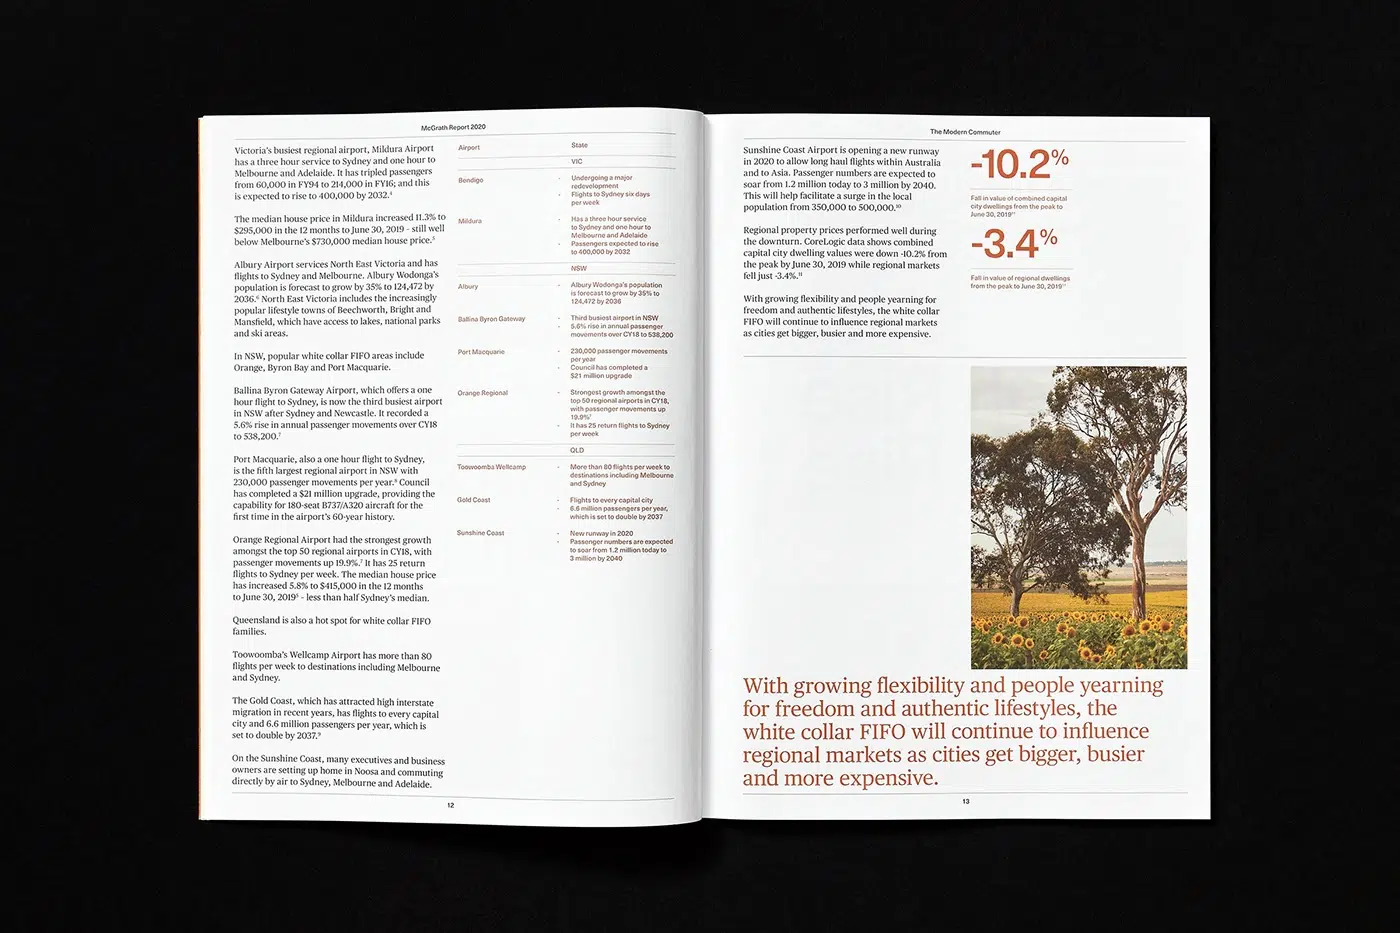 McGrath Report 2020
Victoria's busiest regional airport, Mildura Airport
has a three hour service to Sydney and one hour to
Melbourne and Adelaide. It has tripled passengers
from 60,000 in FY94 to 214,000 in FY16; and this
is expected to rise to 400,000 by 2032.⁴
The median house price in Mildura increased 11.3% to
$295,000 in the 12 months to June 30, 2019 - still well
below Melbourne's $730,000 median house price.⁵
Albury Airport services North East Victoria and has
flights to Sydney and Melbourne. Albury Wodonga's
population is forecast to grow by 35% to 124,472 by
2036.⁶ North East Victoria includes the increasingly
popular lifestyle towns of Beechworth, Bright and
Mansfield, which have access to lakes, national parks
and ski areas.
In NSW, popular white collar FIFO areas include
Orange, Byron Bay and Port Macquarie.
Ballina Byron Gateway Airport, which offers a one
hour flight to Sydney, is now the third busiest airport
in NSW after Sydney and Newcastle. It recorded a
5.6% rise in annual passenger movements over CY18
to 538,200.⁷
Port Macquarie, also a one hour flight to Sydney,
is the fifth largest regional airport in NSW with
230,000 passenger movements per year.⁸ Council
has completed a $21 million upgrade, providing the
capability for 180-seat B737/A320 aircraft for the
first time in the airport's 60-year history.
Orange Regional Airport had the strongest growth
amongst the top 50 regional airports in CY18, with
passenger movements up 19.9%.⁷ It has 25 return
flights to Sydney per week. The median house price
has increased 5.8% to $415,000 in the 12 months
to June 30, 2019⁵ - less than half Sydney's median.
Queensland is also a hot spot for white collar FIFO
families.
Toowoomba's Wellcamp Airport has more than 80
flights per week to destinations including Melbourne
and Sydney.
The Gold Coast, which has attracted high interstate
migration in recent years, has flights to every capital
city and 6.6 million passengers per year, which is
set to double by 2037.⁹
On the Sunshine Coast, many executives and business
owners are setting up home in Noosa and commuting
directly by air to Sydney, Melbourne and Adelaide.
Airport State
VIC
Bendigo - Undergoing a major
redevelopment
- Flights to Sydney six days
per week
Mildura - Has a three hour service
to Sydney and one hour to
Melbourne and Adelaide
- Passengers expected to rise
to 400,000 by 2032
NSW
Albury - Albury Wodonga's population
is forecast to grow by 35% to
124,472 by 2036
Ballina Byron Gateway - Third busiest airport in NSW
- 5.6% rise in annual passenger
movements over CY18 to 538,200
Port Macquarie - 230,000 passenger movements
per year
- Council has completed a
$21 million upgrade
Orange Regional - Strongest growth amongst the
top 50 regional airports in CY18,
with passenger movements up
19.9%⁷
- It has 25 return flights to Sydney
per week
QLD
Toowoomba Wellcamp - More than 80 flights per week to
destinations including Melbourne
and Sydney
Gold Coast - Flights to every capital city
- 6.6 million passengers per year,
which is set to double by 2037
Sunshine Coast - New runway in 2020
- Passenger numbers are expected
to soar from 1.2 million today to
3 million by 2040
12
The Modern Commuter
Sunshine Coast Airport is opening a new runway
in 2020 to allow long haul flights within Australia
and to Asia. Passenger numbers are expected to
soar from 1.2 million today to 3 million by 2040.
This will help facilitate a surge in the local
population from 350,000 to 500,000.¹⁰
Regional property prices performed well during
the downturn. CoreLogic data shows combined
capital city dwelling values were down -10.2% from
the peak by June 30, 2019 while regional markets
fell just -3.4%.¹¹
With growing flexibility and people yearning for
freedom and authentic lifestyles, the white collar
FIFO will continue to influence regional markets
as cities get bigger, busier and more expensive.
-10.2%
Fall in value of combined capital
city dwellings from the peak to
June 30, 2019¹¹
-3.4%
Fall in value of regional dwellings
from the peak to June 30, 2019¹¹
With growing flexibility and people yearning
for freedom and authentic lifestyles, the
white collar FIFO will continue to influence
regional markets as cities get bigger, busier
and more expensive.
13